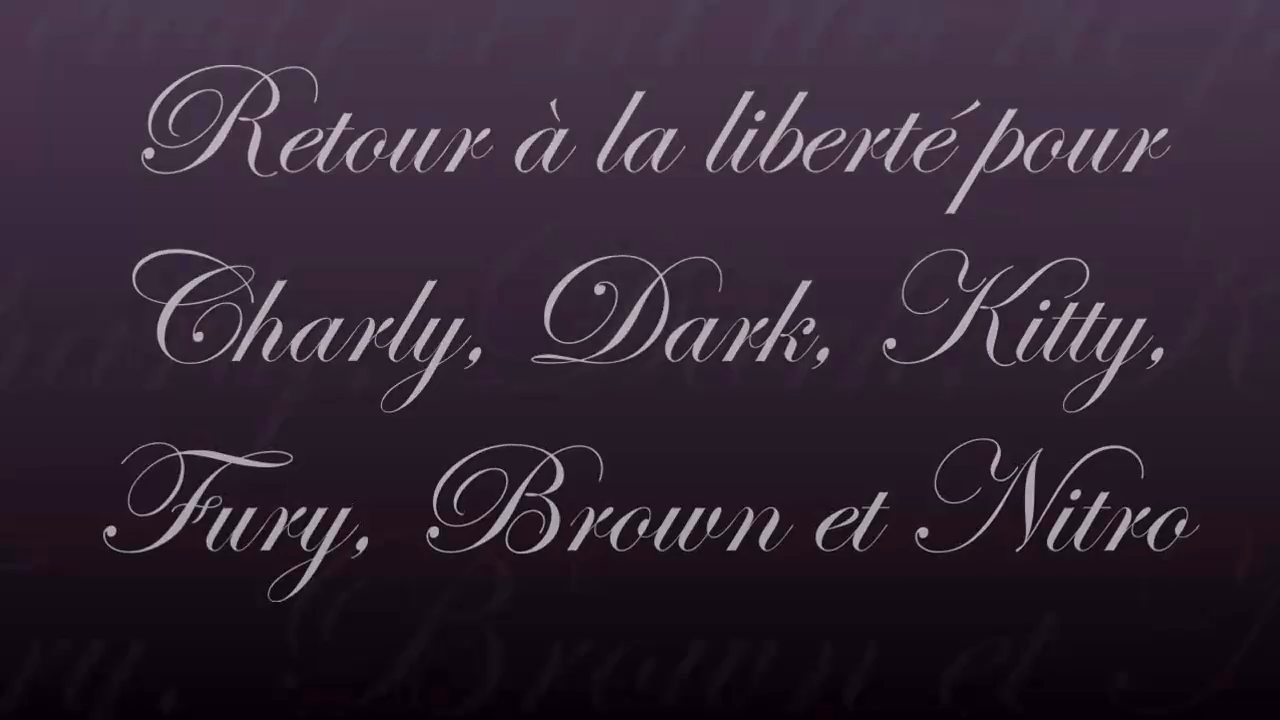 Retour à la liberté pour
Charly, Dark, Kitty,
Fury, Brown et Nitro